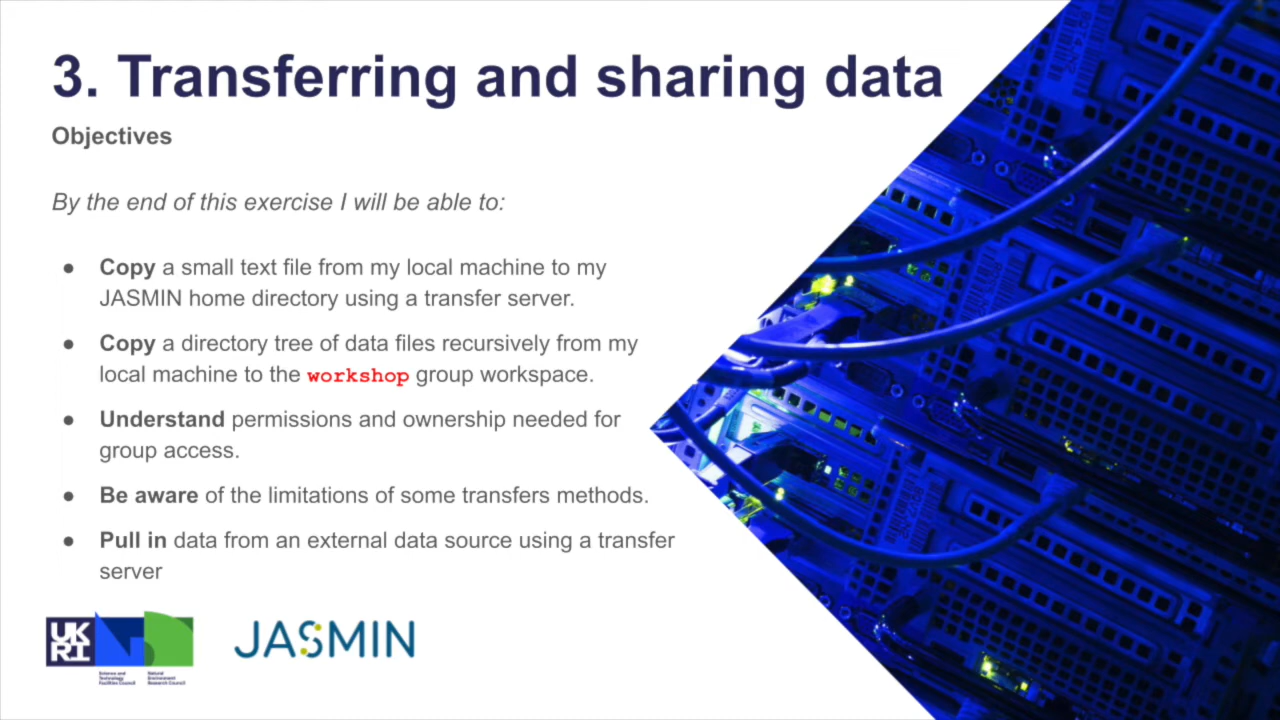 3. Transferring and sharing data
Objectives
By the end of this exercise I will be able to:
● Copy a small text file from my local machine to my
JASMIN home directory using a transfer server.
● Copy a directory tree of data files recursively from my
local machine to the workshop group workspace.
● Understand permissions and ownership needed for
group access.
● Be aware of the limitations of some transfers methods.
● Pull in data from an external data source using a transfer
server
UK
RI
Science and
Technology
Facilities Council
Natural
Environment
Research Council
JASMIN